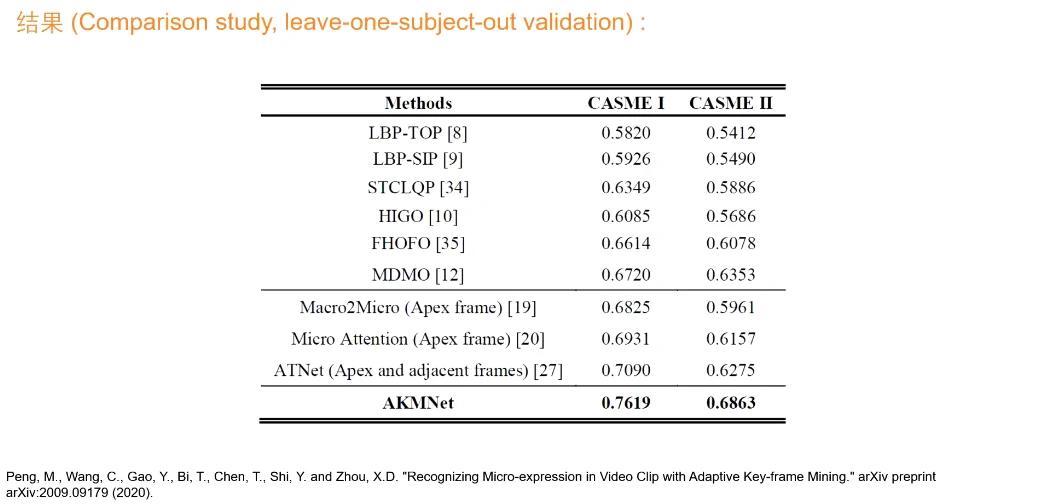 结果 (Comparison study, leave-one-subject-out validation) :
Methods CASME I CASME II
LBP-TOP [8] 0.5820 0.5412
LBP-SIP [9] 0.5926 0.5490
STCLQP [34] 0.6349 0.5886
HIGO [10] 0.6085 0.5686
FHOFO [35] 0.6614 0.6078
MDMO [12] 0.6720 0.6353
Macro2Micro (Apex frame) [19] 0.6825 0.5961
Micro Attention (Apex frame) [20] 0.6931 0.6157
ATNet (Apex and adjacent frames) [27] 0.7090 0.6275
AKMNet 0.7619 0.6863
Peng, M., Wang, C., Gao, Y., Bi, T., Chen, T., Shi, Y. and Zhou, X.D. "Recognizing Micro-expression in Video Clip with Adaptive Key-frame Mining." arXiv preprint
arXiv:2009.09179 (2020).